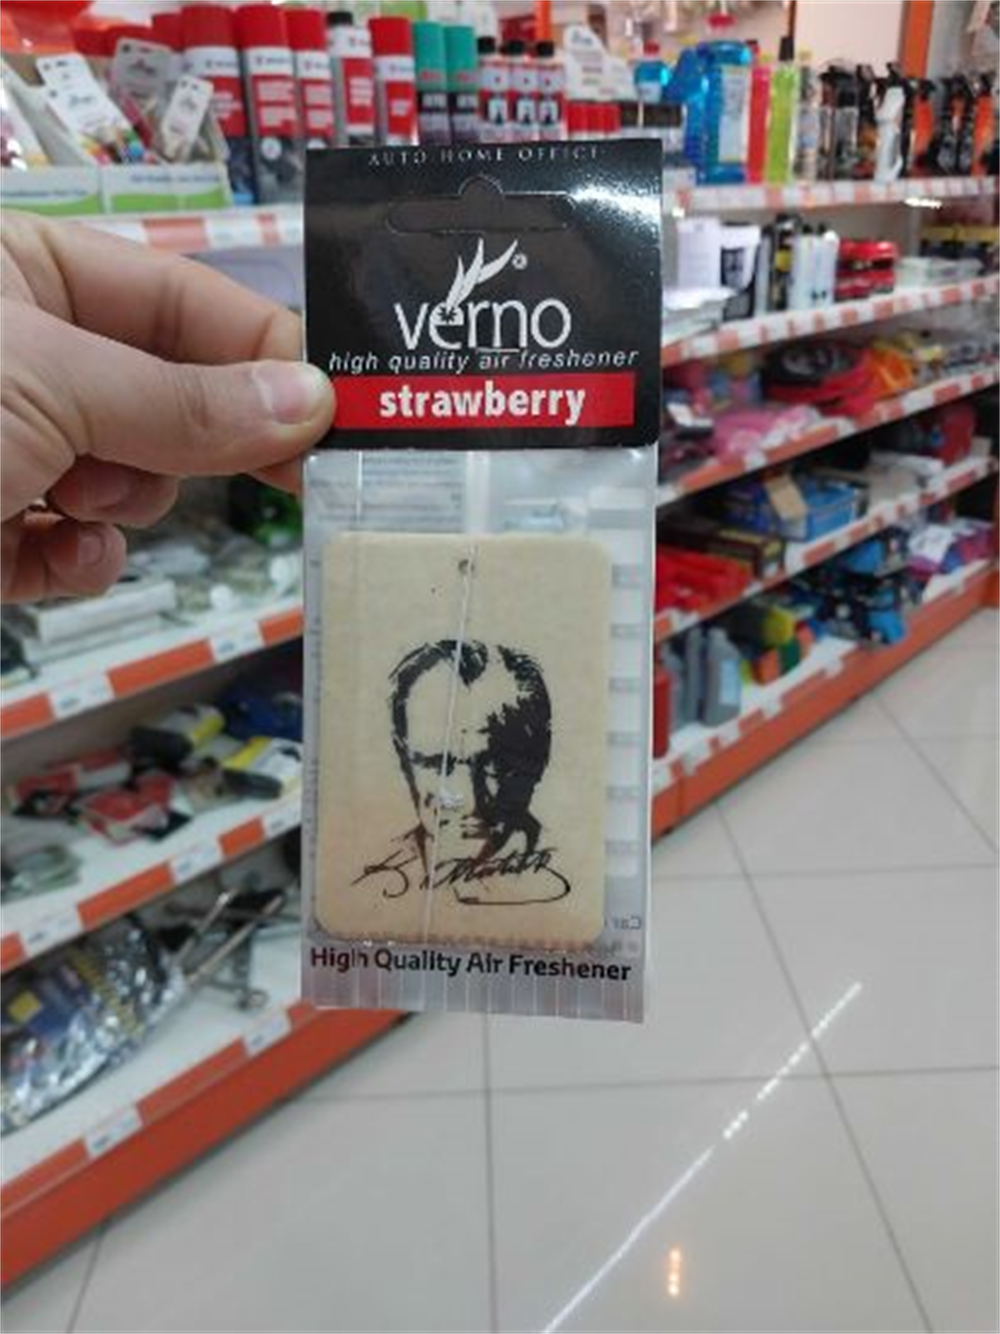 AUTO HOME OFFICE
verno
high quality air freshener
strawberry
High Quality Air Freshener